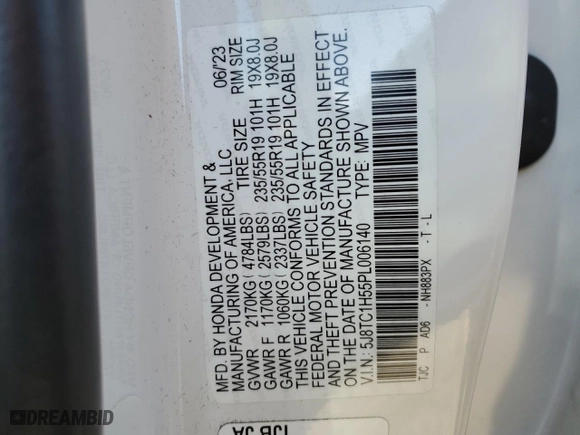 MFD. BY HONDA DEVELOPMENT &
MANUFACTURING OF AMERICA, LLC
06/'23
TIRE SIZE RIM SIZE
GVWR 2170KG (4784LBS)
GAWR F 1170KG (2579LBS) 235/55R19 101H 19X8.0J
GAWR R 1060KG (2337LBS) 235/55R19 101H 19X8.0J
THIS VEHICLE CONFORMS TO ALL APPLICABLE
FEDERAL MOTOR VEHICLE SAFETY
AND THEFT PREVENTION STANDARDS IN EFFECT
ON THE DATE OF MANUFACTURE SHOWN ABOVE.
V.I.N.: 5J8TC1H55PL006140 TYPE: MPV
TJC P AD6 - NH883PX - T - L
DREAMBID